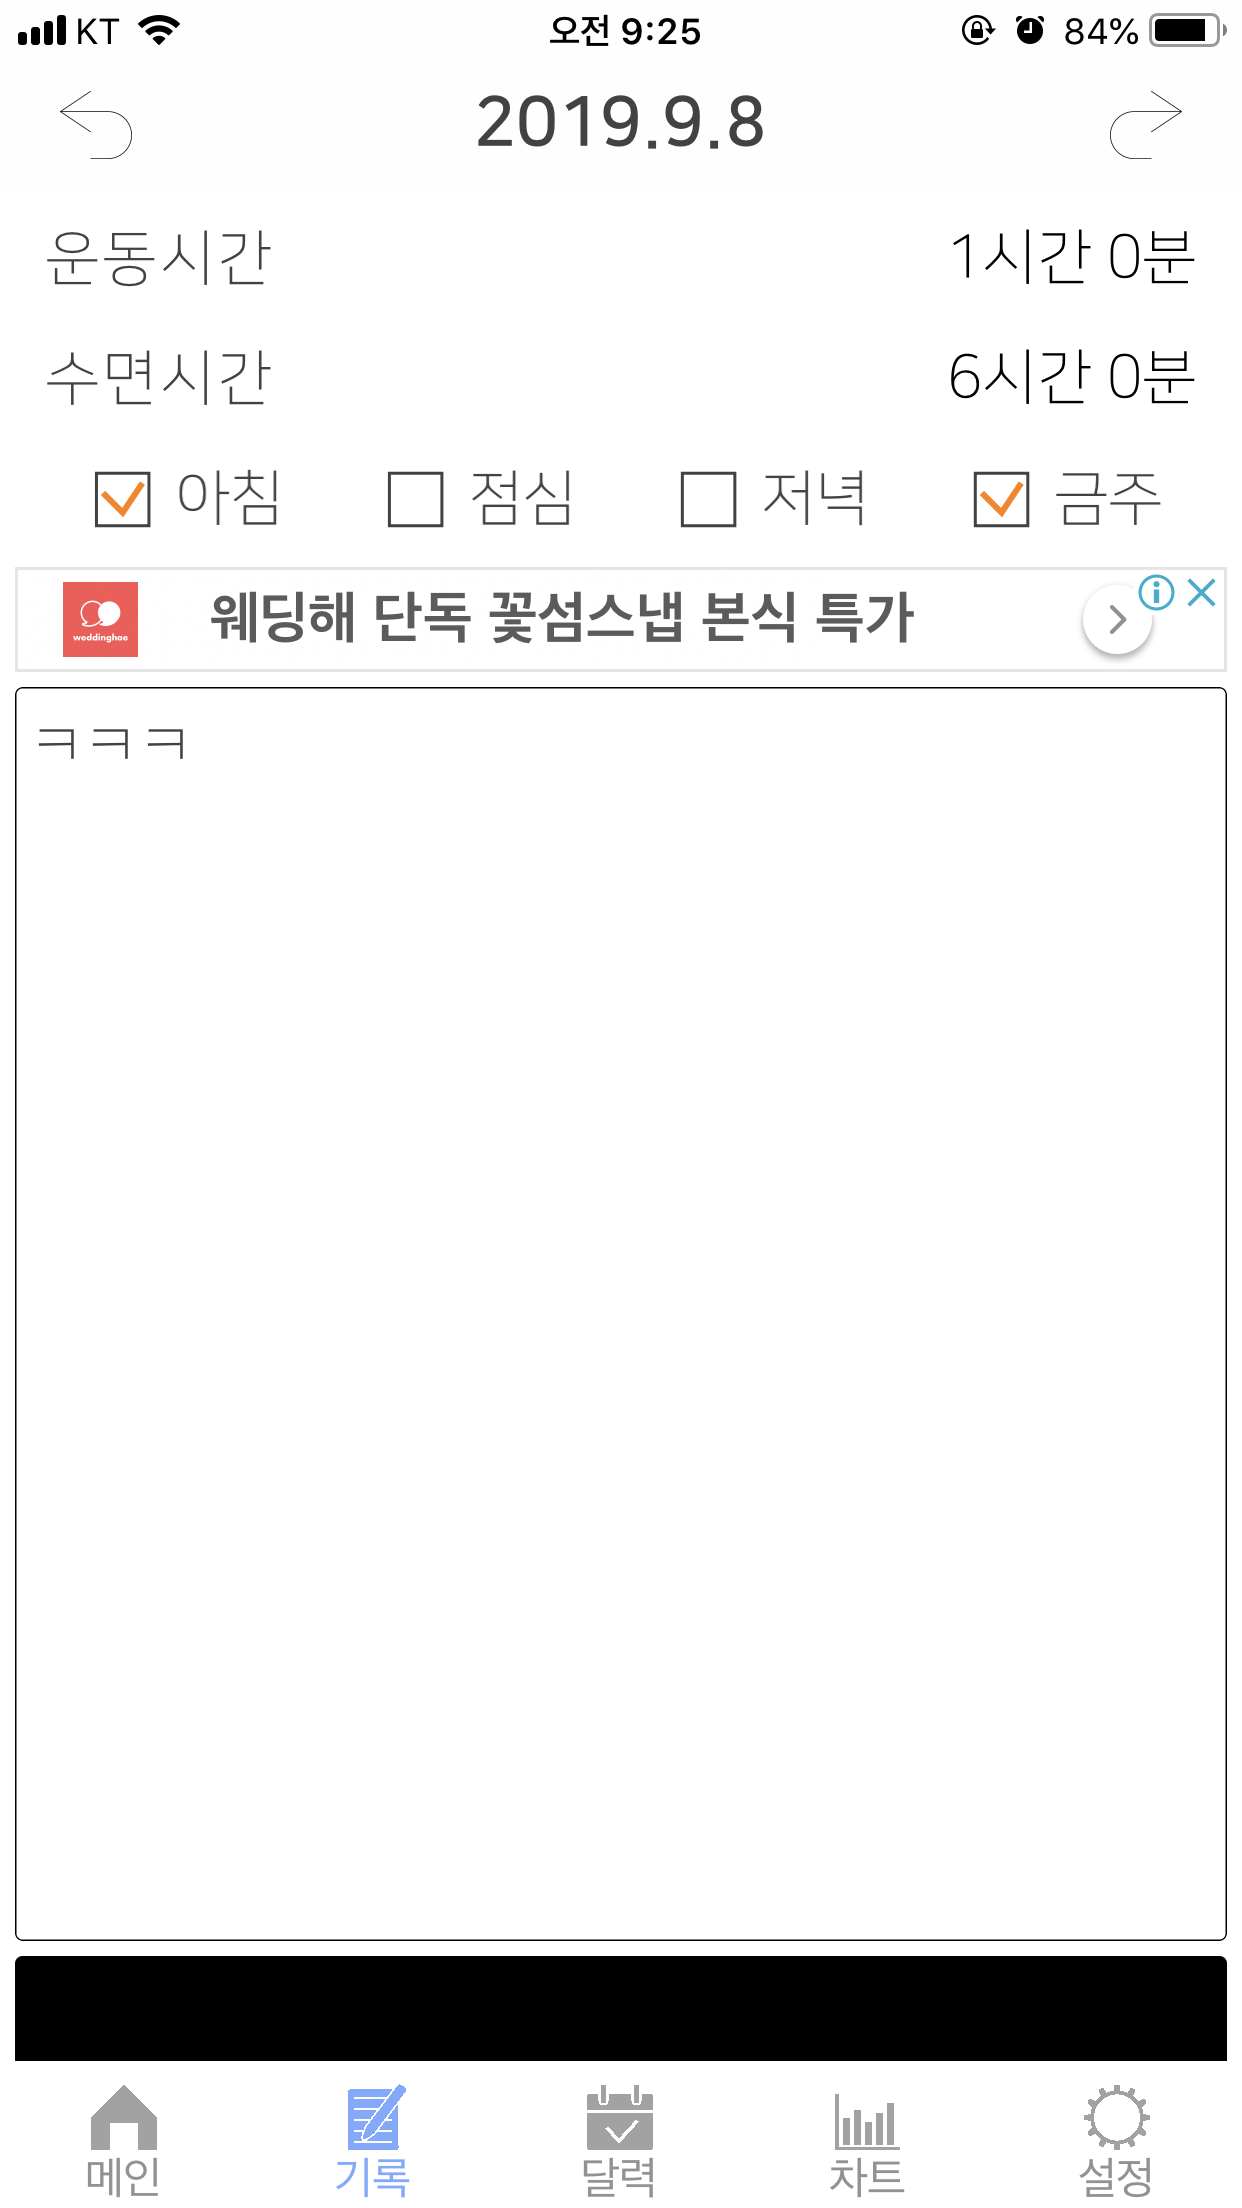 KT 오전 9:25 84%
2019.9.8
운동시간 1시간 0분
수면시간 6시간 0분
아침 점심 저녁 금주
weddinghae 웨딩해 단독 꽃섬스냅 본식 특가
ㅋㅋㅋ
메인 기록 달력 차트 설정